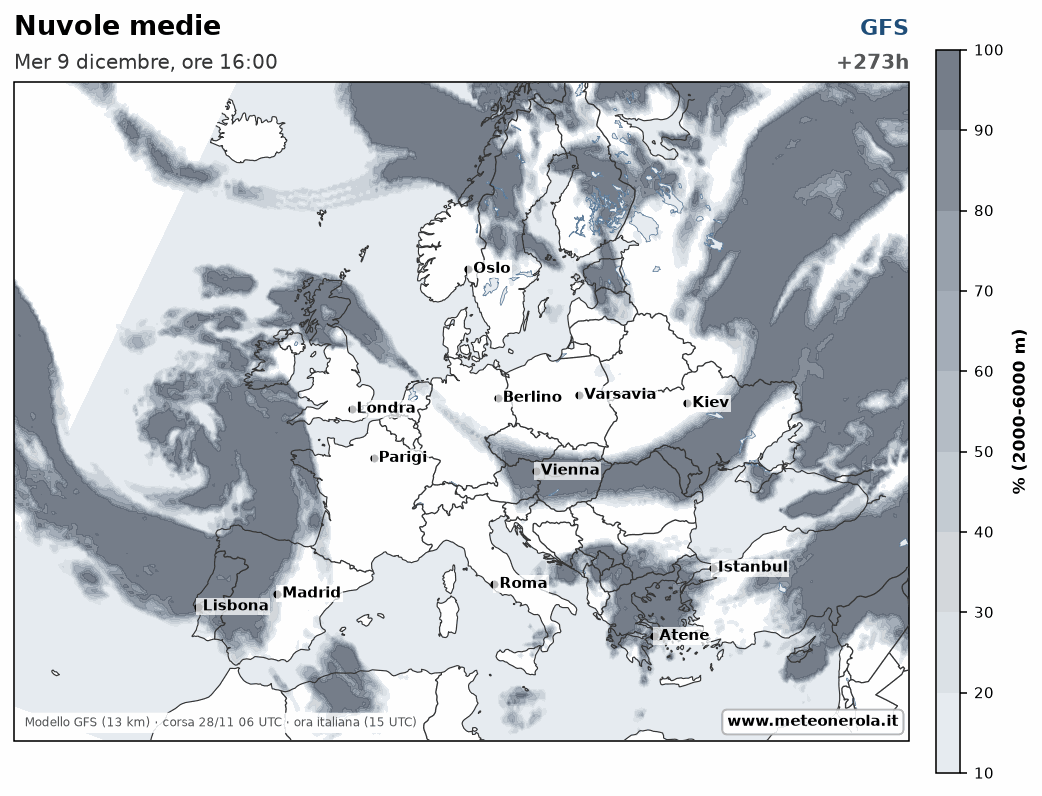 Nuvole medie
GFS
Mer 9 dicembre, ore 16:00
+273h
100
90
80
70
60
50
40
30
20
10
% (2000-6000 m)
Oslo
Berlino
Varsavia
Kiev
Londra
Parigi
Vienna
Istanbul
Roma
Madrid
Lisbona
Atene
Modello GFS (13 km) · corsa 28/11 06 UTC · ora italiana (15 UTC)
www.meteonerola.it